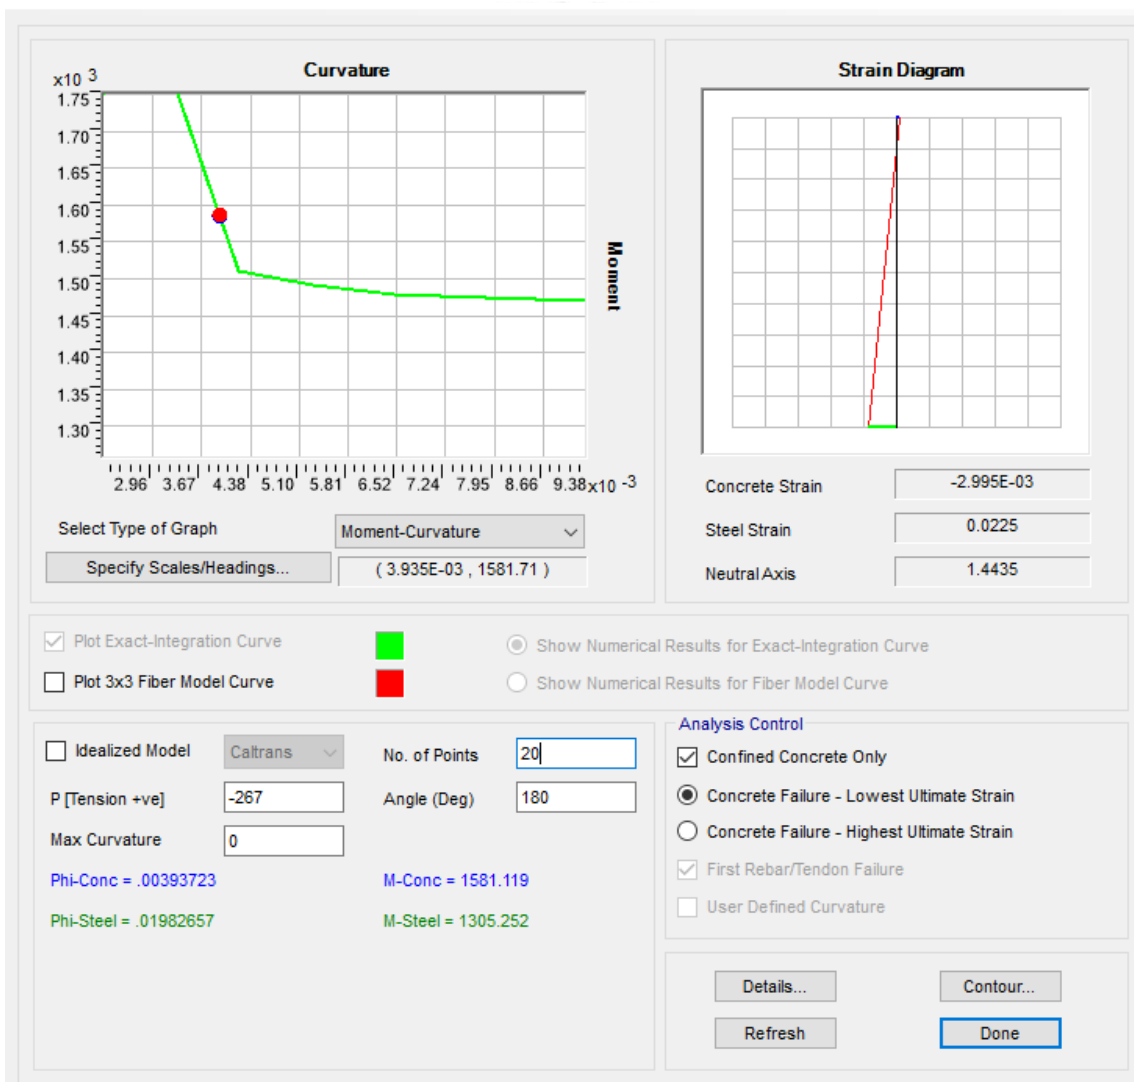 Curvature
x10 3
1.75
1.70
1.65
1.60
1.55
1.50
1.45
1.40
1.35
1.30
Moment
2.96 3.67 4.38 5.10 5.81 6.52 7.24 7.95 8.66 9.38 x10 -3
Select Type of Graph
Moment-Curvature
Specify Scales/Headings...
( 3.935E-03 , 1581.71 )
Strain Diagram
Concrete Strain -2.995E-03
Steel Strain 0.0225
Neutral Axis 1.4435
Plot Exact-Integration Curve
Show Numerical Results for Exact-Integration Curve
Plot 3x3 Fiber Model Curve
Show Numerical Results for Fiber Model Curve
Idealized Model Caltrans No. of Points 20
P [Tension +ve] -267 Angle (Deg) 180
Max Curvature 0
Phi-Conc = .00393723 M-Conc = 1581.119
Phi-Steel = .01982657 M-Steel = 1305.252
Analysis Control
Confined Concrete Only
Concrete Failure - Lowest Ultimate Strain
Concrete Failure - Highest Ultimate Strain
First Rebar/Tendon Failure
User Defined Curvature
Details... Contour...
Refresh Done